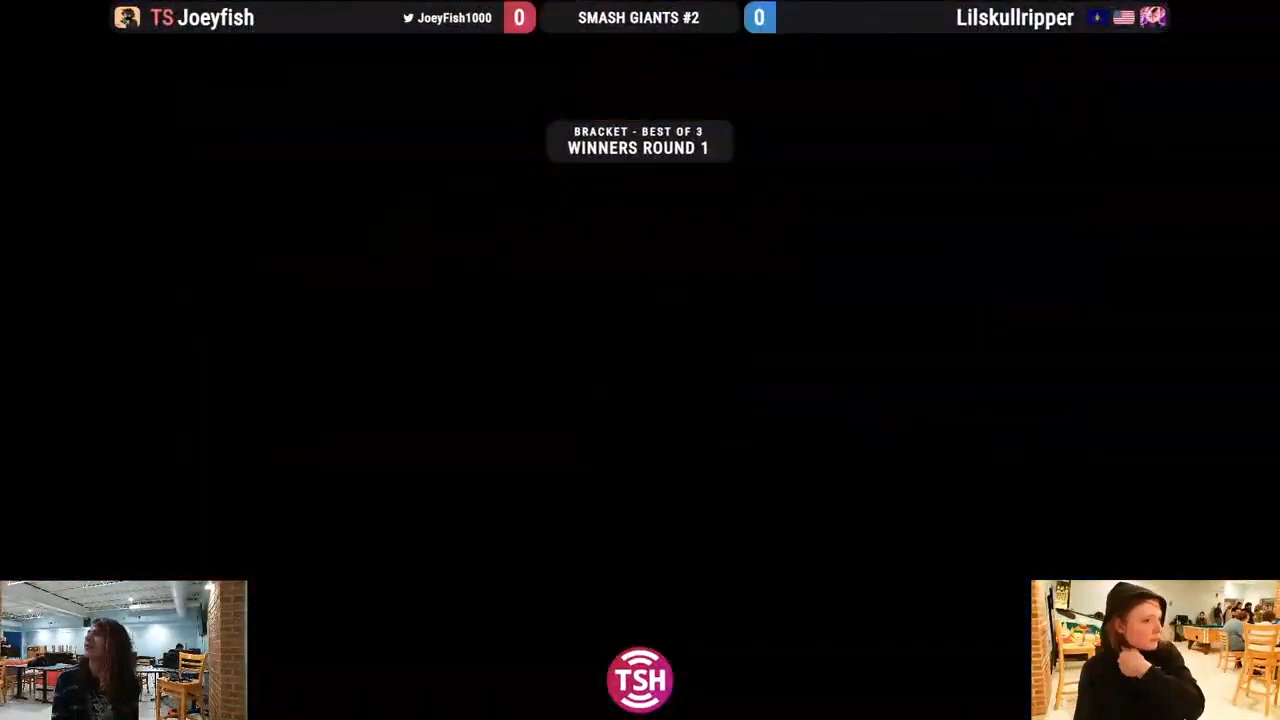 TS Joeyfish
JoeyFish1000
0
SMASH GIANTS #2
0
Lilskullripper
BRACKET - BEST OF 3
WINNERS ROUND 1
TSH